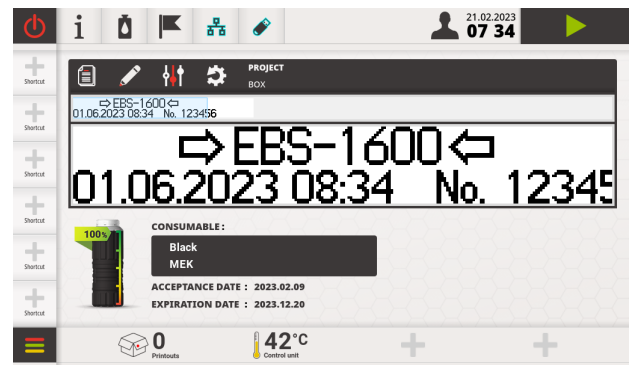 21.02.2023
07 34
Shortcut
PROJECT
BOX
⇨EBS-1600⇦
01.06.2023 08:34 No. 123456
Shortcut
⇨EBS-1600⇦
01.06.2023 08:34 No. 12345
Shortcut
Shortcut
100%
CONSUMABLE :
Black
MEK
Shortcut
ACCEPTANCE DATE : 2023.02.09
EXPIRATION DATE : 2023.12.20
Shortcut
0
Printouts
42°C
Control unit